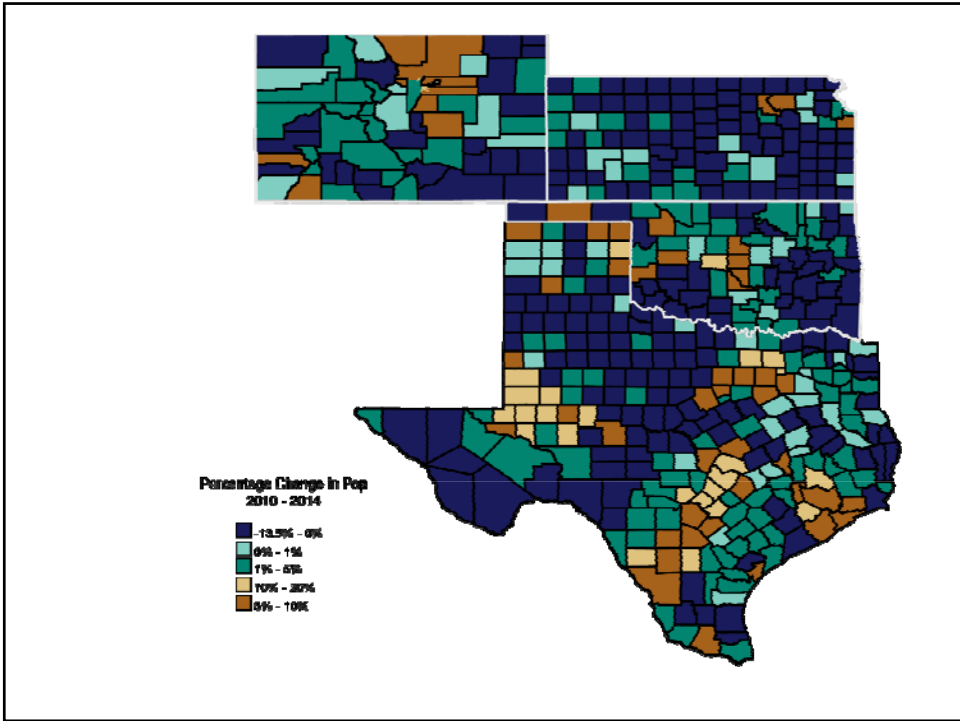 Percentage Change in Pop
2010 - 2014
-13.5% - 0%
0% - 1%
1% - 5%
10% - 20%
5% - 10%